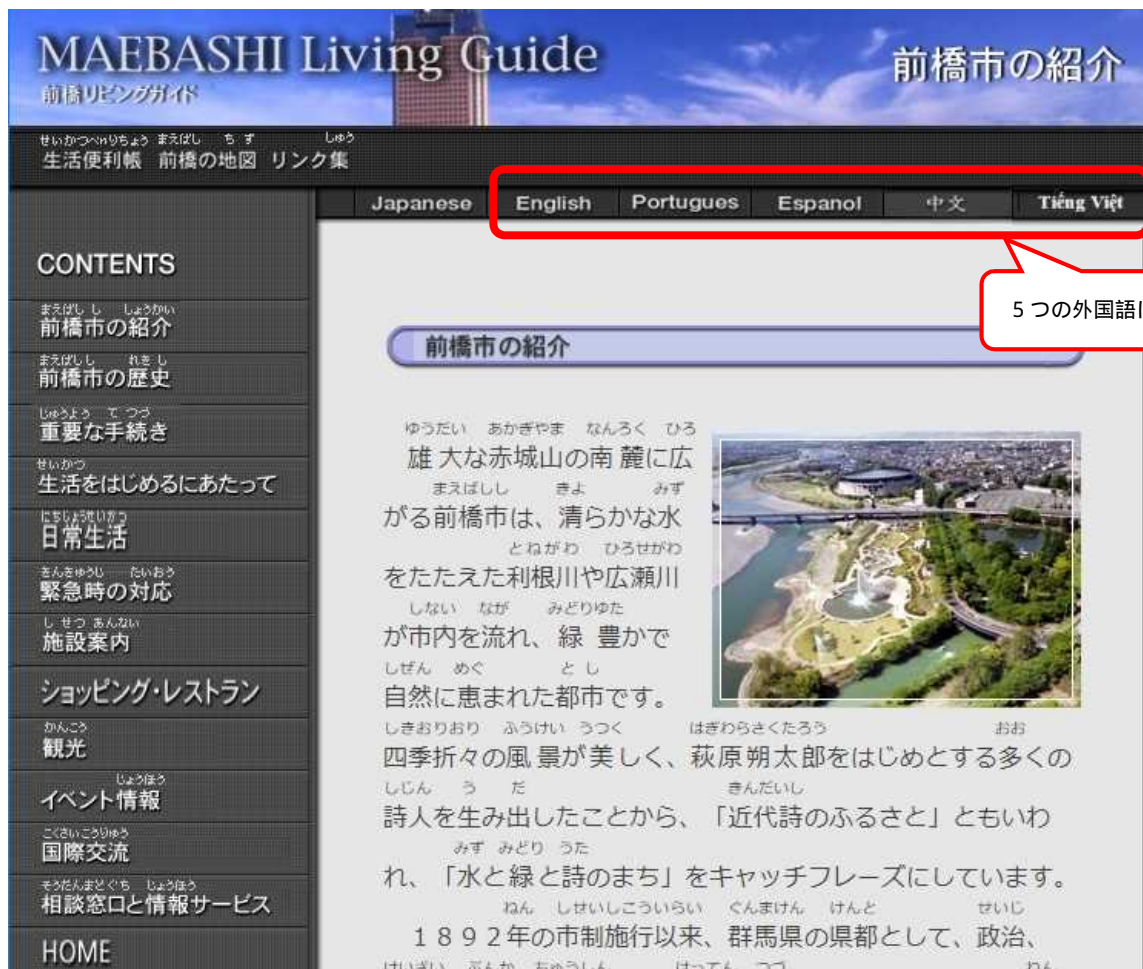 MAEBASHI Living Guide
前橋リビングガイド
前橋市の紹介
せいかつべんりちょう まえばし ち ず しゅう
生活便利帳 前橋の地図 リンク集
Japanese English Portugues Espanol 中文 Tiếng Việt
5つの外国語に
CONTENTS
まえばし し しょうかい
前橋市の紹介
まえばしし れき し
前橋市の歴史
じゅうよう て つづ
重要な手続き
せいかつ
生活をはじめるにあたって
にちじょうせいかつ
日常生活
きんきゅうじ たいおう
緊急時の対応
し せつ あんない
施設案内
ショッピング・レストラン
かんこう
観光
じょうほう
イベント情報
こくさいこうりゅう
国際交流
そうだんまどぐち じょうほう
相談窓口と情報サービス
HOME
前橋市の紹介
ゆうだい あかぎやま なんろく ひろ
雄大な赤城山の南麓に広
まえばしし きよ みず
がる前橋市は、清らかな水
とねがわ ひろせがわ
をたたえた利根川や広瀬川
しない なが みどりゆた
が市内を流れ、緑 豊かで
しぜん めぐ とし
自然に恵まれた都市です。
しきおりおり ふうけい うつく はぎわらさくたろう おお
四季折々の風景が美しく、萩原朔太郎をはじめとする多くの
しじん う だ きんだいし
詩人を生み出したことから、「近代詩のふるさと」ともいわ
みず みどり うた
れ、「水と緑と詩のまち」をキャッチフレーズにしています。
ねん しせいしこういらい ぐんまけん けんと せいじ
1892年の市制施行以来、群馬県の県都として、政治、